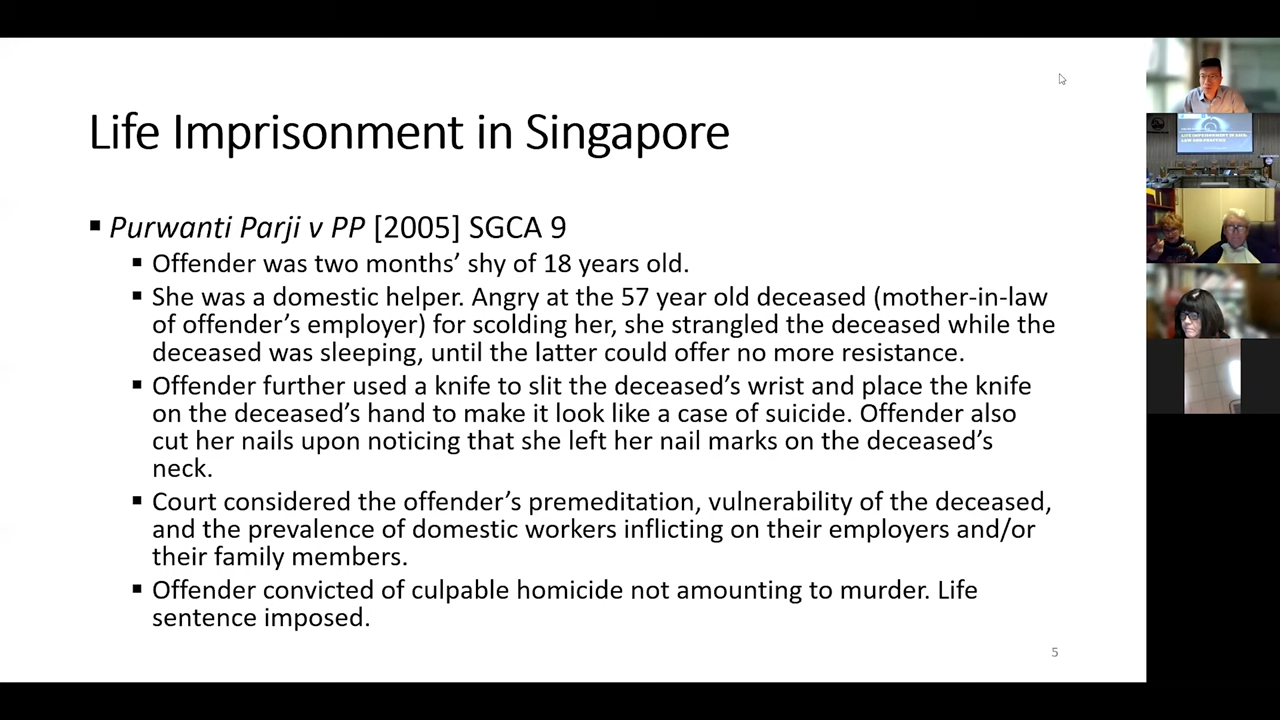 Life Imprisonment in Singapore
▪ Purwanti Parji v PP [2005] SGCA 9
▪ Offender was two months’ shy of 18 years old.
▪ She was a domestic helper. Angry at the 57 year old deceased (mother-in-law
of offender’s employer) for scolding her, she strangled the deceased while the
deceased was sleeping, until the latter could offer no more resistance.
▪ Offender further used a knife to slit the deceased’s wrist and place the knife
on the deceased’s hand to make it look like a case of suicide. Offender also
cut her nails upon noticing that she left her nail marks on the deceased’s
neck.
▪ Court considered the offender’s premeditation, vulnerability of the deceased,
and the prevalence of domestic workers inflicting on their employers and/or
their family members.
▪ Offender convicted of culpable homicide not amounting to murder. Life
sentence imposed.
5
LIFE IMPRISONMENT IN